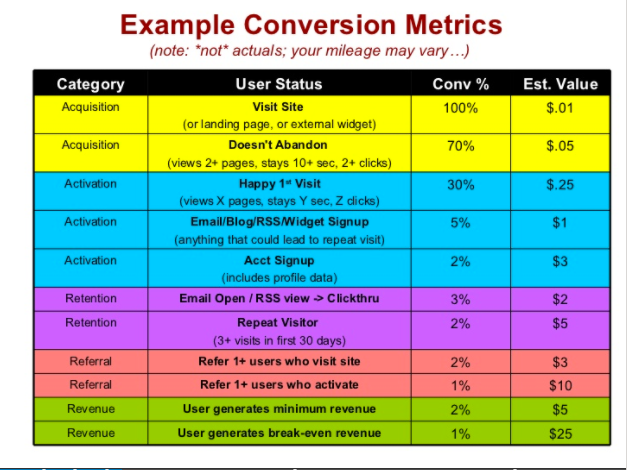 Example Conversion Metrics
(note: *not* actuals; your mileage may vary…)
Category User Status Conv % Est. Value
Acquisition Visit Site 100% $.01
(or landing page, or external widget)
Acquisition Doesn't Abandon 70% $.05
(views 2+ pages, stays 10+ sec, 2+ clicks)
Activation Happy 1st Visit 30% $.25
(views X pages, stays Y sec, Z clicks)
Activation Email/Blog/RSS/Widget Signup 5% $1
(anything that could lead to repeat visit)
Activation Acct Signup 2% $3
(includes profile data)
Retention Email Open / RSS view -> Clickthru 3% $2
Retention Repeat Visitor 2% $5
(3+ visits in first 30 days)
Referral Refer 1+ users who visit site 2% $3
Referral Refer 1+ users who activate 1% $10
Revenue User generates minimum revenue 2% $5
Revenue User generates break-even revenue 1% $25